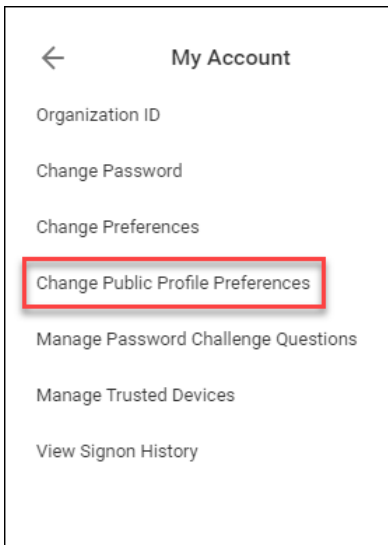 My Account
Organization ID
Change Password
Change Preferences
Change Public Profile Preferences
Manage Password Challenge Questions
Manage Trusted Devices
View Signon History